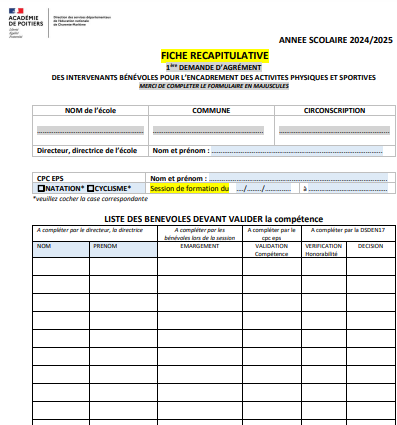 ACADÉMIE
DE POITIERS
Liberté
Égalité
Fraternité
Direction des services départementaux
de l'éducation nationale
de Charente-Maritime
ANNEE SCOLAIRE 2024/2025
FICHE RECAPITULATIVE
1ère DEMANDE D'AGRÉMENT
DES INTERVENANTS BÉNÉVOLES POUR L'ENCADREMENT DES ACTIVITES PHYSIQUES ET SPORTIVES
MERCI DE COMPLETER LE FORMULAIRE EN MAJUSCULES
NOM de l'école COMMUNE CIRCONSCRIPTION
Directeur, directrice de l'école Nom et prénom :
CPC EPS Nom et prénom :
NATATION* CYCLISME* Session de formation du …/……/…… à
*veuillez cocher la case correspondante
LISTE DES BENEVOLES DEVANT VALIDER la compétence
A compléter par le directeur, la directrice A compléter par les bénévoles lors de la session A compléter par le cpc eps A compléter par la DSDEN17
NOM PRENOM EMARGEMENT VALIDATION Compétence VERIFICATION Honorabilité DECISION